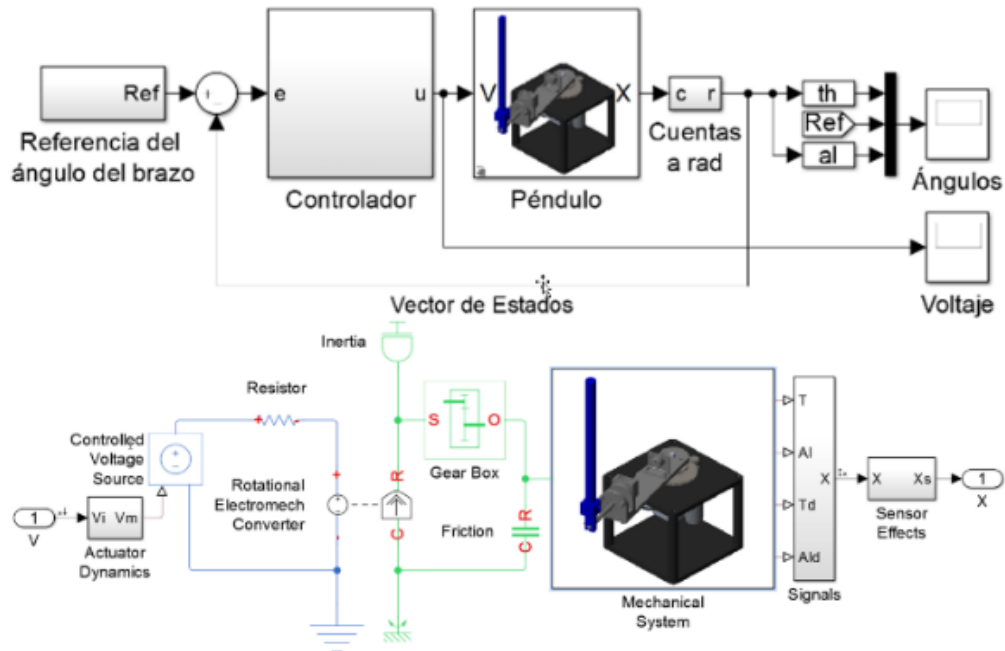 Ref
e
u
V
X
c r
th
Ref
al
Referencia del
ángulo del brazo
Controlador
Péndulo
Cuentas
a rad
Ángulos
Voltaje
Vector de Estados
Inertia
Resistor
S
O
Gear Box
Controlled
Voltage
Source
Rotational
Electromech
Converter
R
C
Friction
R
C
1
V
Vi Vm
Actuator
Dynamics
Mechanical
System
T
Al
Td
Ald
X
Signals
X Xs
Sensor
Effects
1
X